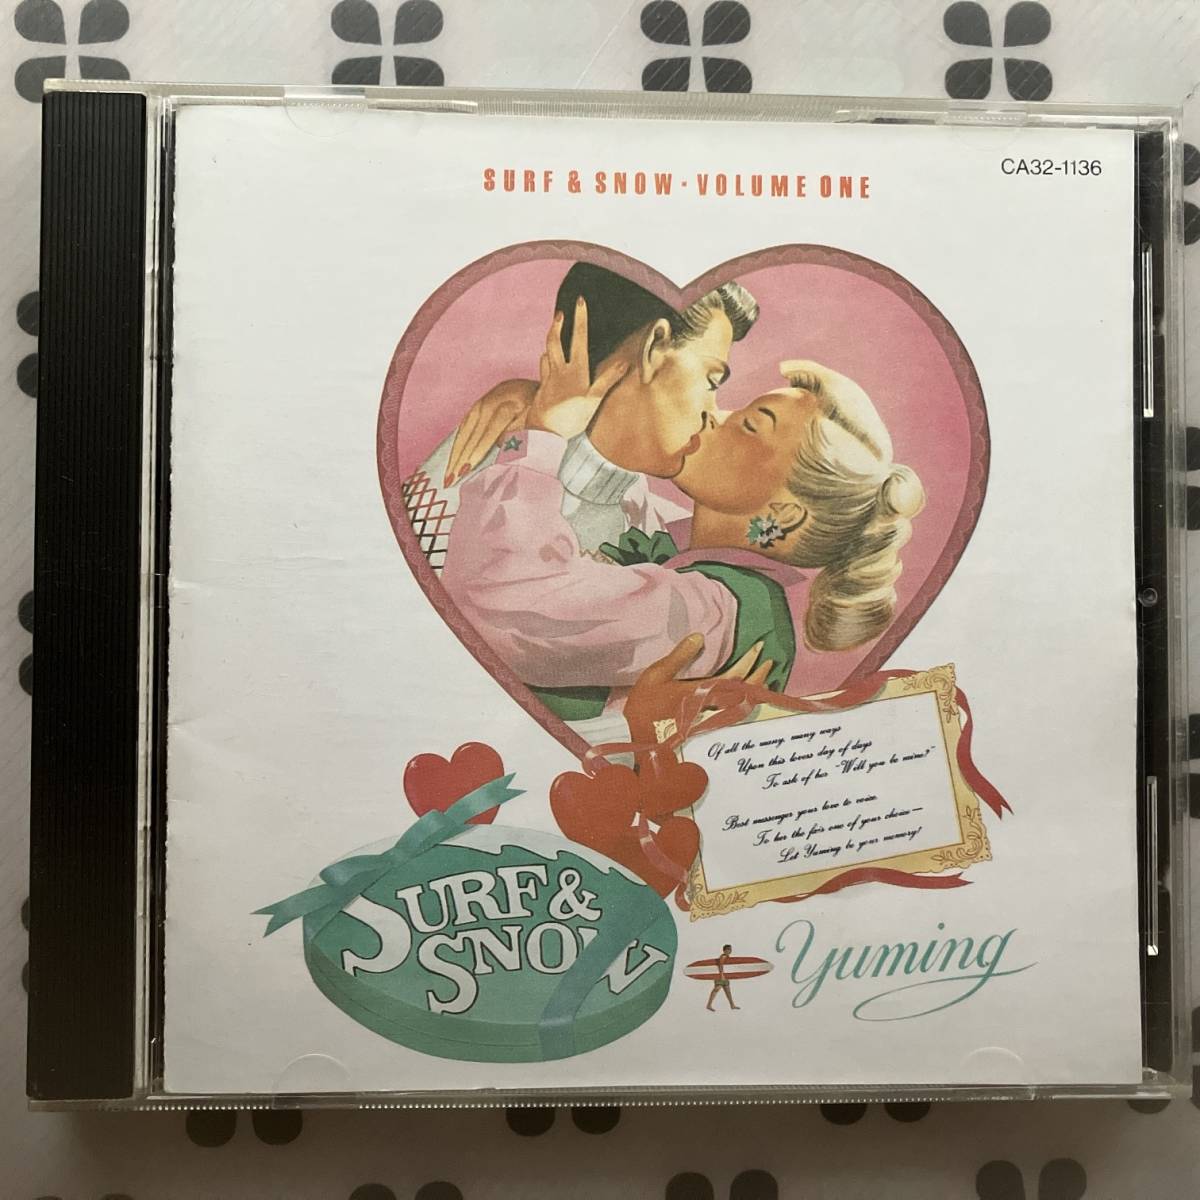 SURF & SNOW · VOLUME ONE
CA32-1136
Of all the many, many ways
Upon this lovers day of days
To ask of her "Will you be mine?"
Best messenger your love to voice
To her the fair one of your choice—
Let Yuming be your memory!
SURF &
SNOW
yuming